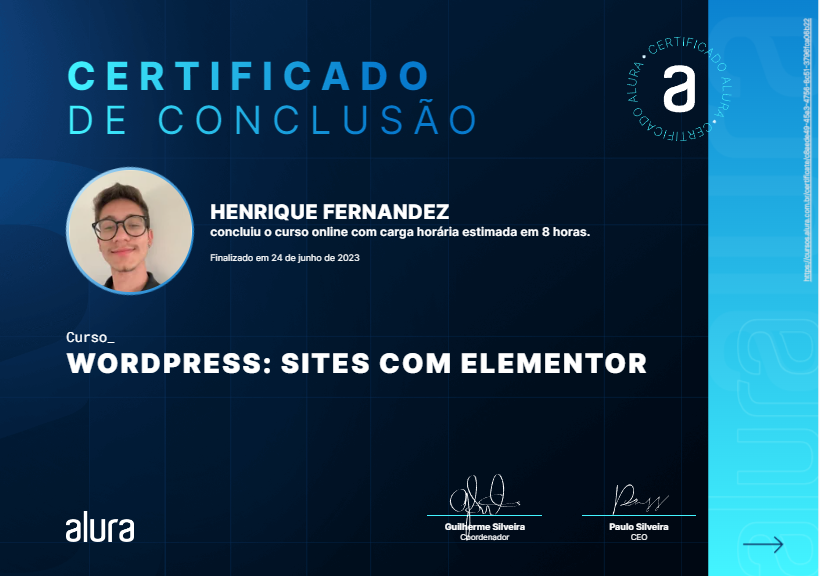 CERTIFICADO
DE CONCLUSÃO
• CERTIFICADO ALURA • CERTIFICADO ALURA
a
HENRIQUE FERNANDEZ
concluiu o curso online com carga horária estimada em 8 horas.
Finalizado em 24 de junho de 2023
Curso_
WORDPRESS: SITES COM ELEMENTOR
alura
Guilherme Silveira
Coordenador
Paulo Silveira
CEO
alura